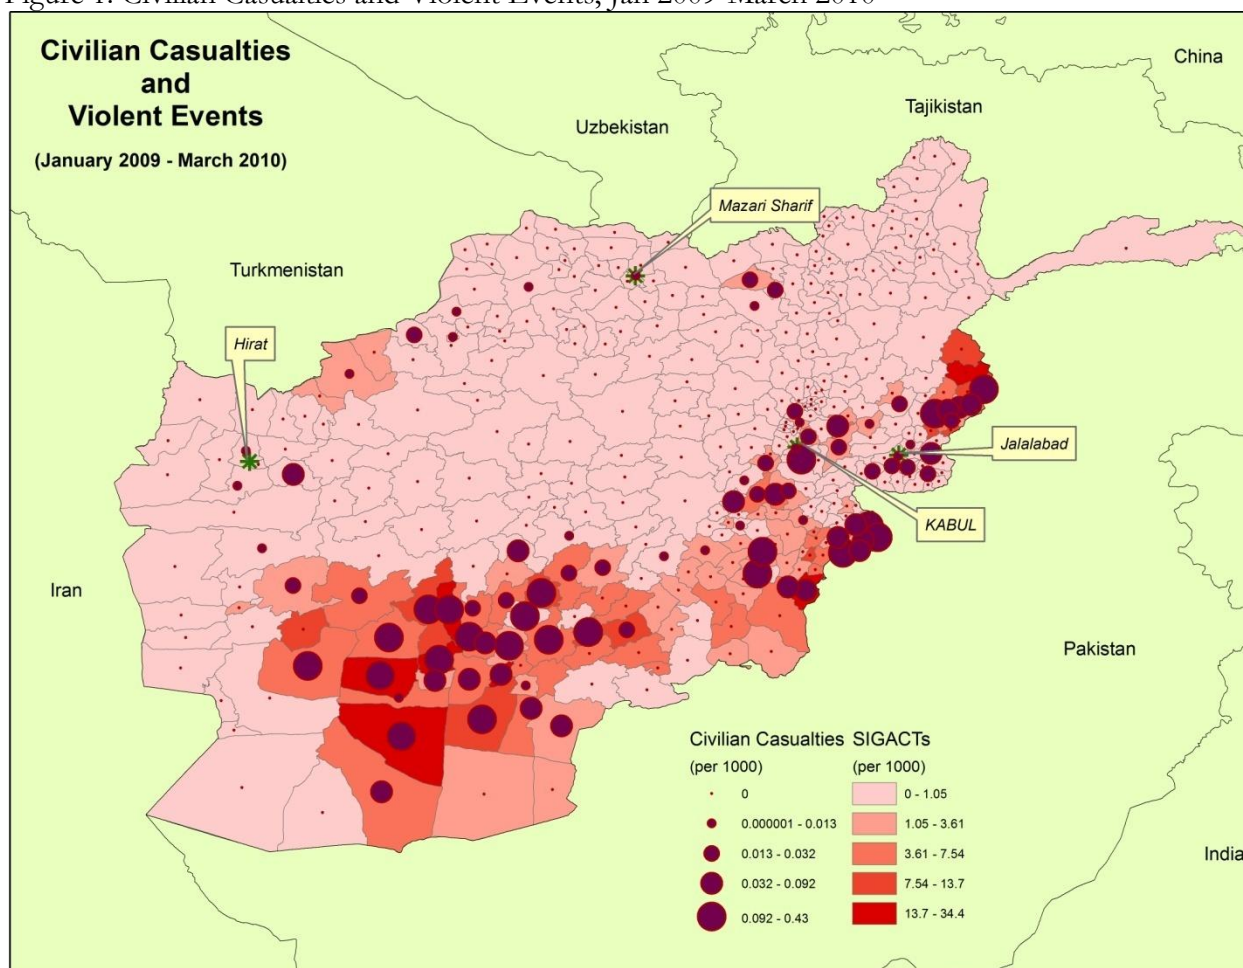 Figure 1: Civilian Casualties and Violent Events, Jan 2009-March 2010
Civilian Casualties
and
Violent Events
(January 2009 - March 2010)
China
Tajikistan
Uzbekistan
Mazari Sharif
Turkmenistan
Hirat
Jalalabad
KABUL
Iran
Pakistan
India
Civilian Casualties
(per 1000)
0
0.000001 - 0.013
0.013 - 0.032
0.032 - 0.092
0.092 - 0.43
SIGACTs
(per 1000)
0 - 1.05
1.05 - 3.61
3.61 - 7.54
7.54 - 13.7
13.7 - 34.4